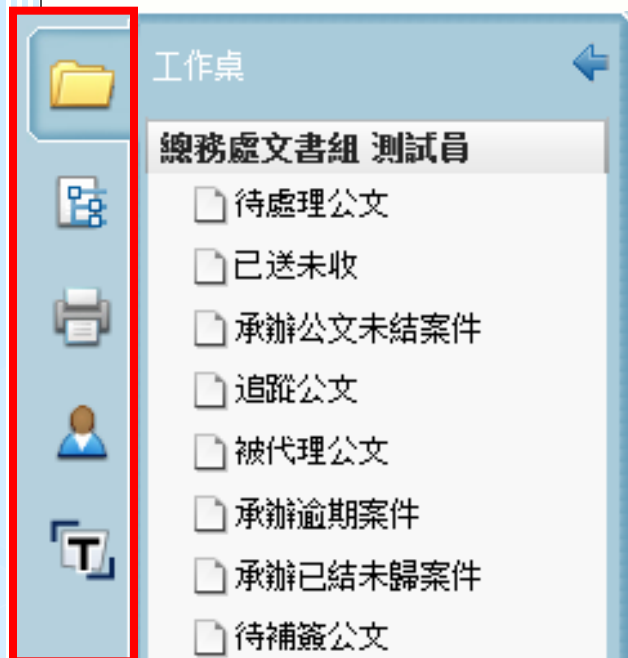 工作桌
總務處文書組 測試員
待處理公文
已送未收
承辦公文未結案件
追蹤公文
被代理公文
承辦逾期案件
承辦已結未歸案件
待補簽公文
T